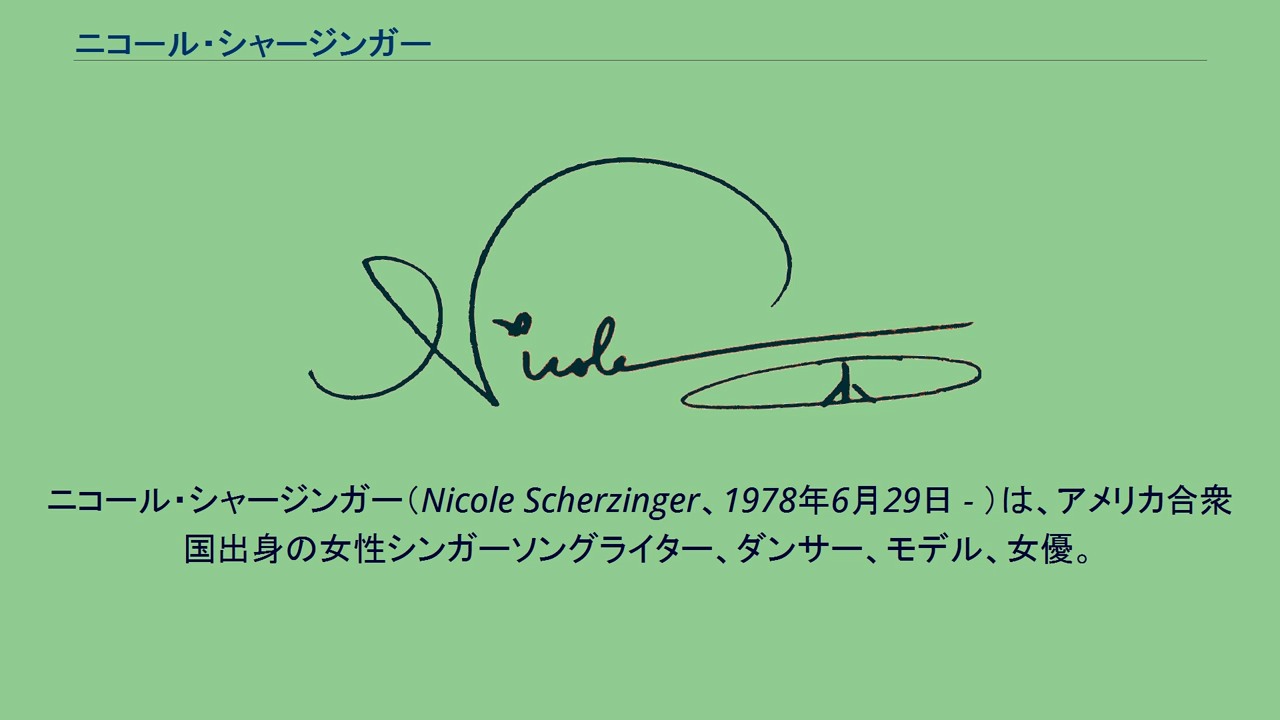 ニコール・シャージンガー
Nicole
ニコール・シャージンガー（Nicole Scherzinger、1978年6月29日 - ）は、アメリカ合衆
国出身の女性シンガーソングライター、ダンサー、モデル、女優。